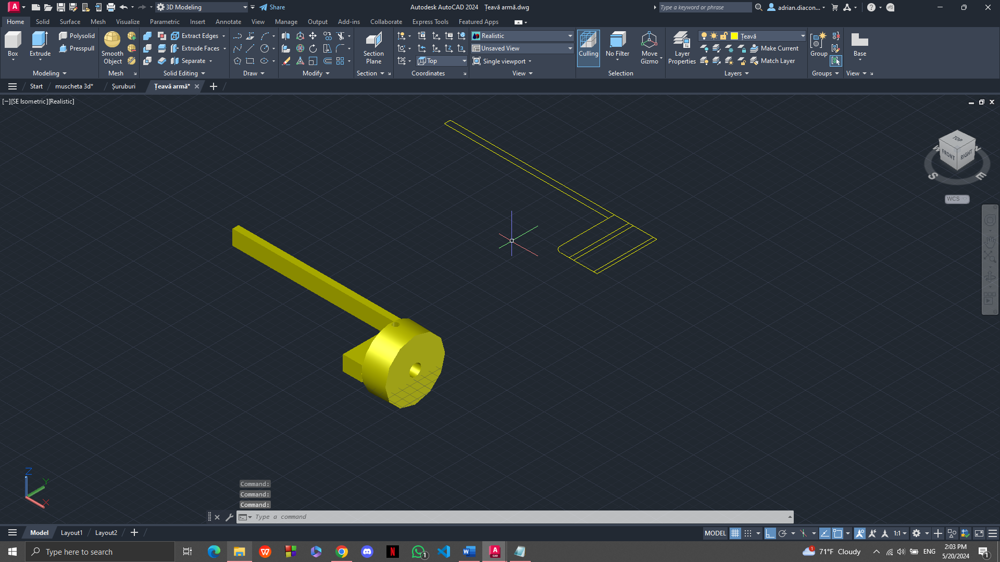 3D Modeling
Share
Autodesk AutoCAD 2024 Țeavă armă.dwg
Type a keyword or phrase
adrian.diacon...
Home Solid Surface Mesh Visualize Parametric Insert Annotate View Manage Output Add-ins Collaborate Express Tools Featured Apps
Box
Extrude
Polysolid
Presspull
Modeling
Smooth
Object
Mesh
Extract Edges
Extrude Faces
Separate
Solid Editing
Draw
Modify
Section
Plane
Section
Top
Coordinates
Realistic
Unsaved View
Single viewport
View
Culling
No Filter
Move
Gizmo
Selection
Layer
Properties
Țeavă
Make Current
Match Layer
Layers
Group
Groups
Base
View
Start muscheta 3d* Șuruburi Țeavă armă*
[−][SE Isometric][Realistic]
TOP
FRONT
RIGHT
W
N
S
E
WCS
Z
Y
X
Command:
Command:
Command:
Type a command
Model Layout1 Layout2
MODEL
1:1
Type here to search
71°F Cloudy
ENG
2:03 PM
5/20/2024